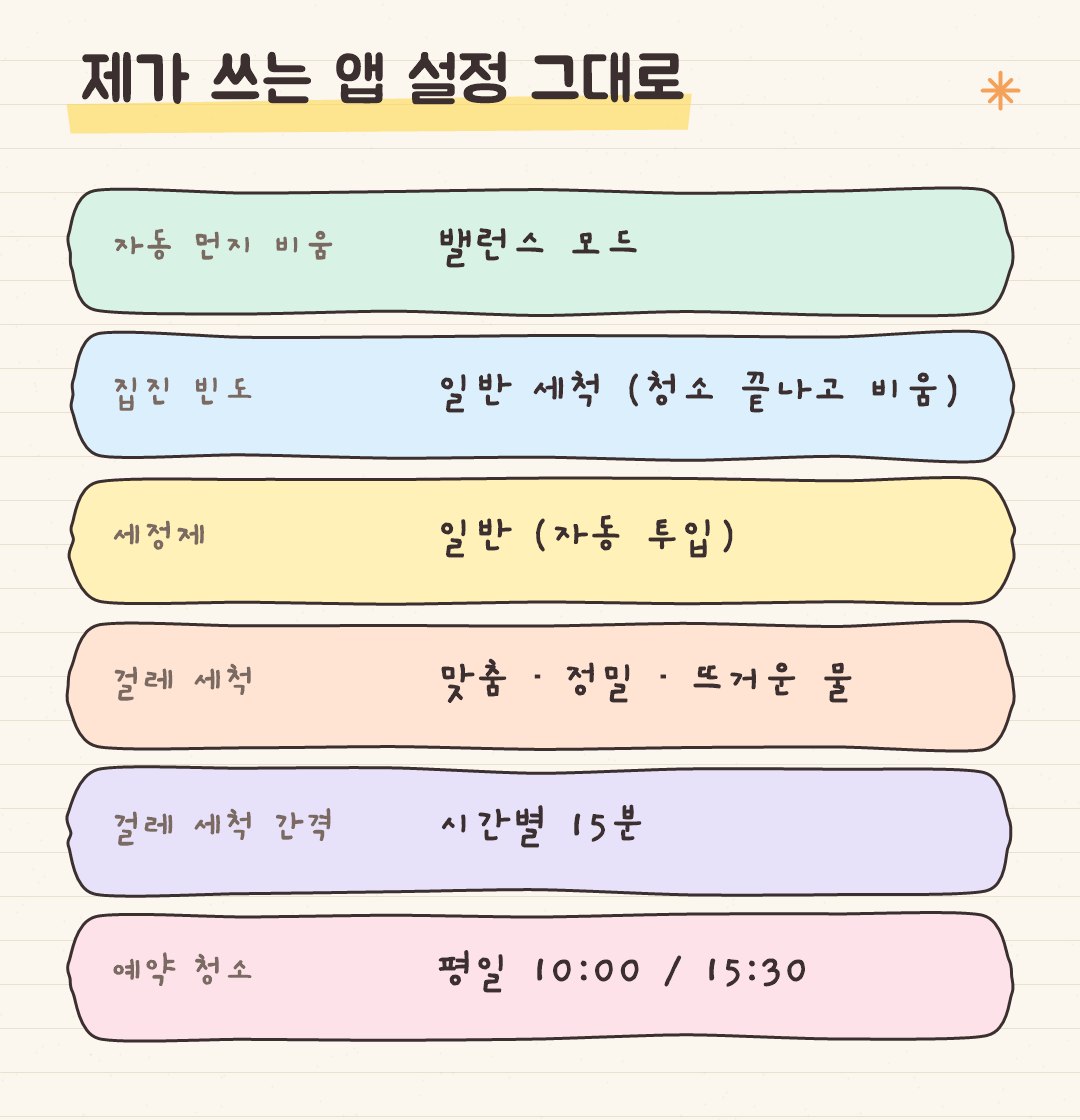 제가 쓰는 앱 설정 그대로
자동 먼지 비움 밸런스 모드
집진 빈도 일반 세척 (청소 끝나고 비움)
세정제 일반 (자동 투입)
걸레 세척 맞춤 · 정밀 · 뜨거운 물
걸레 세척 간격 시간별 15분
예약 청소 평일 10:00 / 15:30